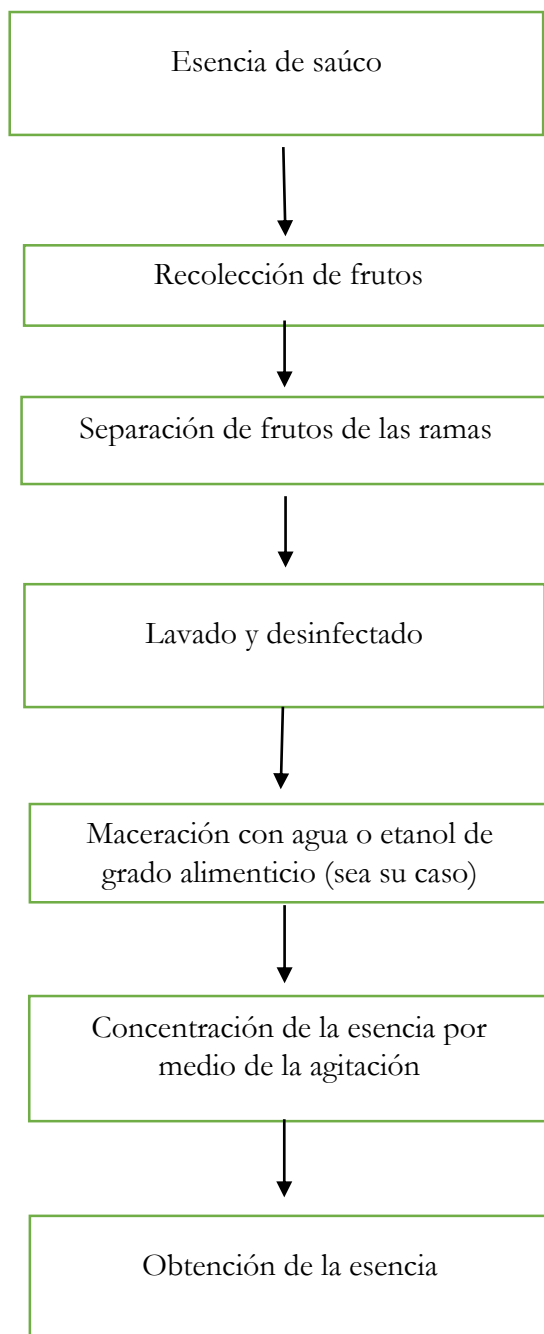 Esencia de saúco
Recolección de frutos
Separación de frutos de las ramas
Lavado y desinfectado
Maceración con agua o etanol de
grado alimenticio (sea su caso)
Concentración de la esencia por
medio de la agitación
Obtención de la esencia